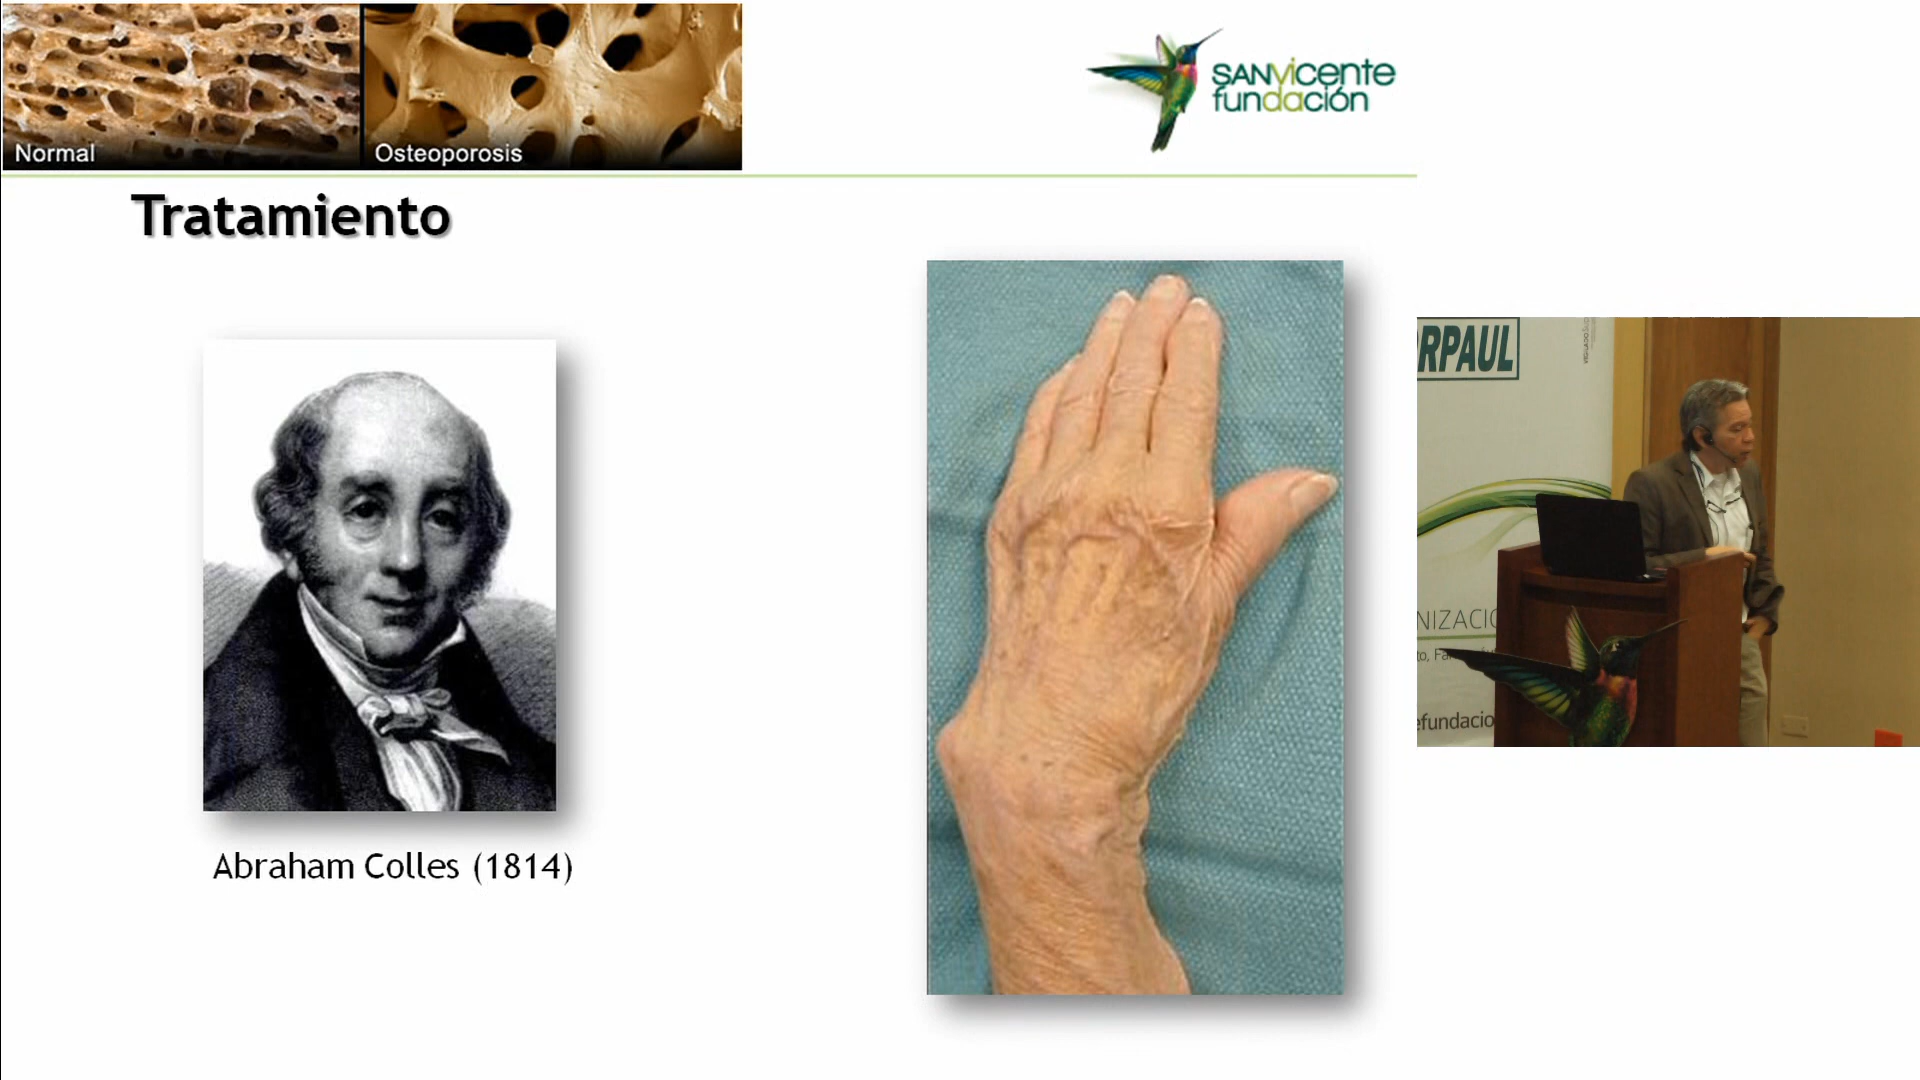 Normal
Osteoporosis
SANvicente
fundación
Tratamiento
Abraham Colles (1814)
RPAUL
NIZACIO
efundacio